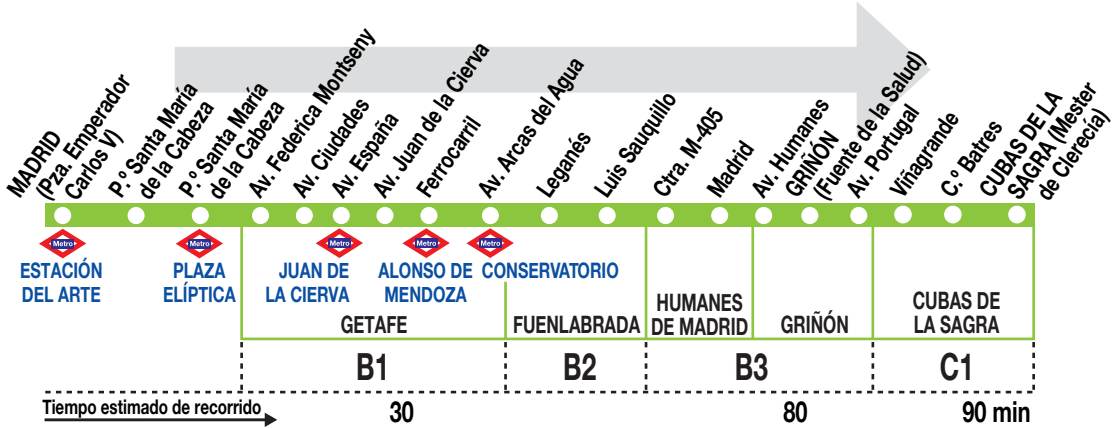 MADRID
(Pza. Emperador
Carlos V)
P.º Santa María
de la Cabeza
P.º Santa María
de la Cabeza
Av. Federica Montseny
Av. Ciudades
Av. España
Av. Juan de la Cierva
Ferrocarril
Av. Arcas del Agua
Leganés
Luis Sauquillo
Ctra. M-405
Madrid
Av. Humanes
GRIÑÓN
(Fuente de la Salud)
Av. Portugal
Viñagrande
C.º Batres
CUBAS DE LA
SAGRA (Mester
de Clerecía)
Metro
Metro
Metro
Metro
Metro
ESTACIÓN
DEL ARTE
PLAZA
ELÍPTICA
JUAN DE
LA CIERVA
ALONSO DE
MENDOZA
CONSERVATORIO
GETAFE
FUENLABRADA
HUMANES
DE MADRID
GRIÑÓN
CUBAS DE
LA SAGRA
B1
B2
B3
C1
Tiempo estimado de recorrido
30
80
90 min